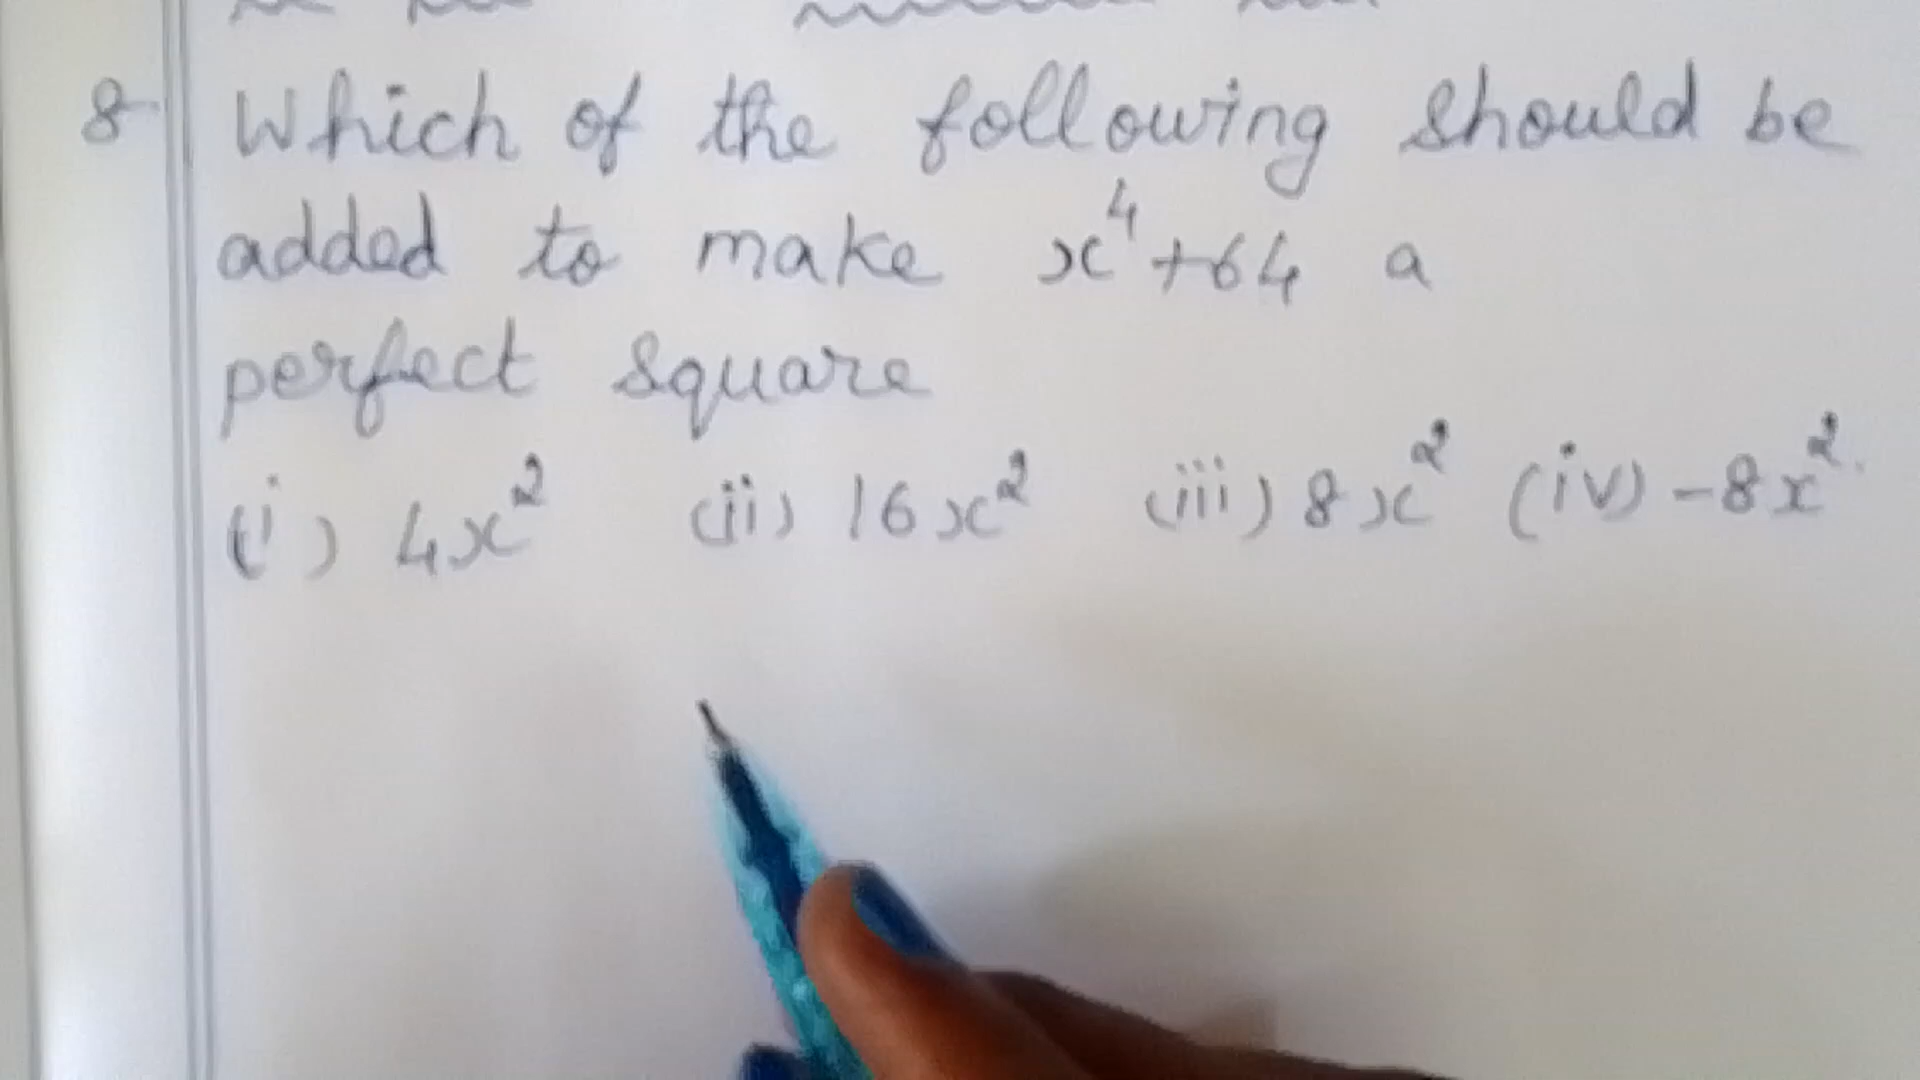 8 Which of the following should be
added to make x⁴+64 a
perfect square
(i) 4x² (ii) 16x² (iii) 8x² (iv) -8x².